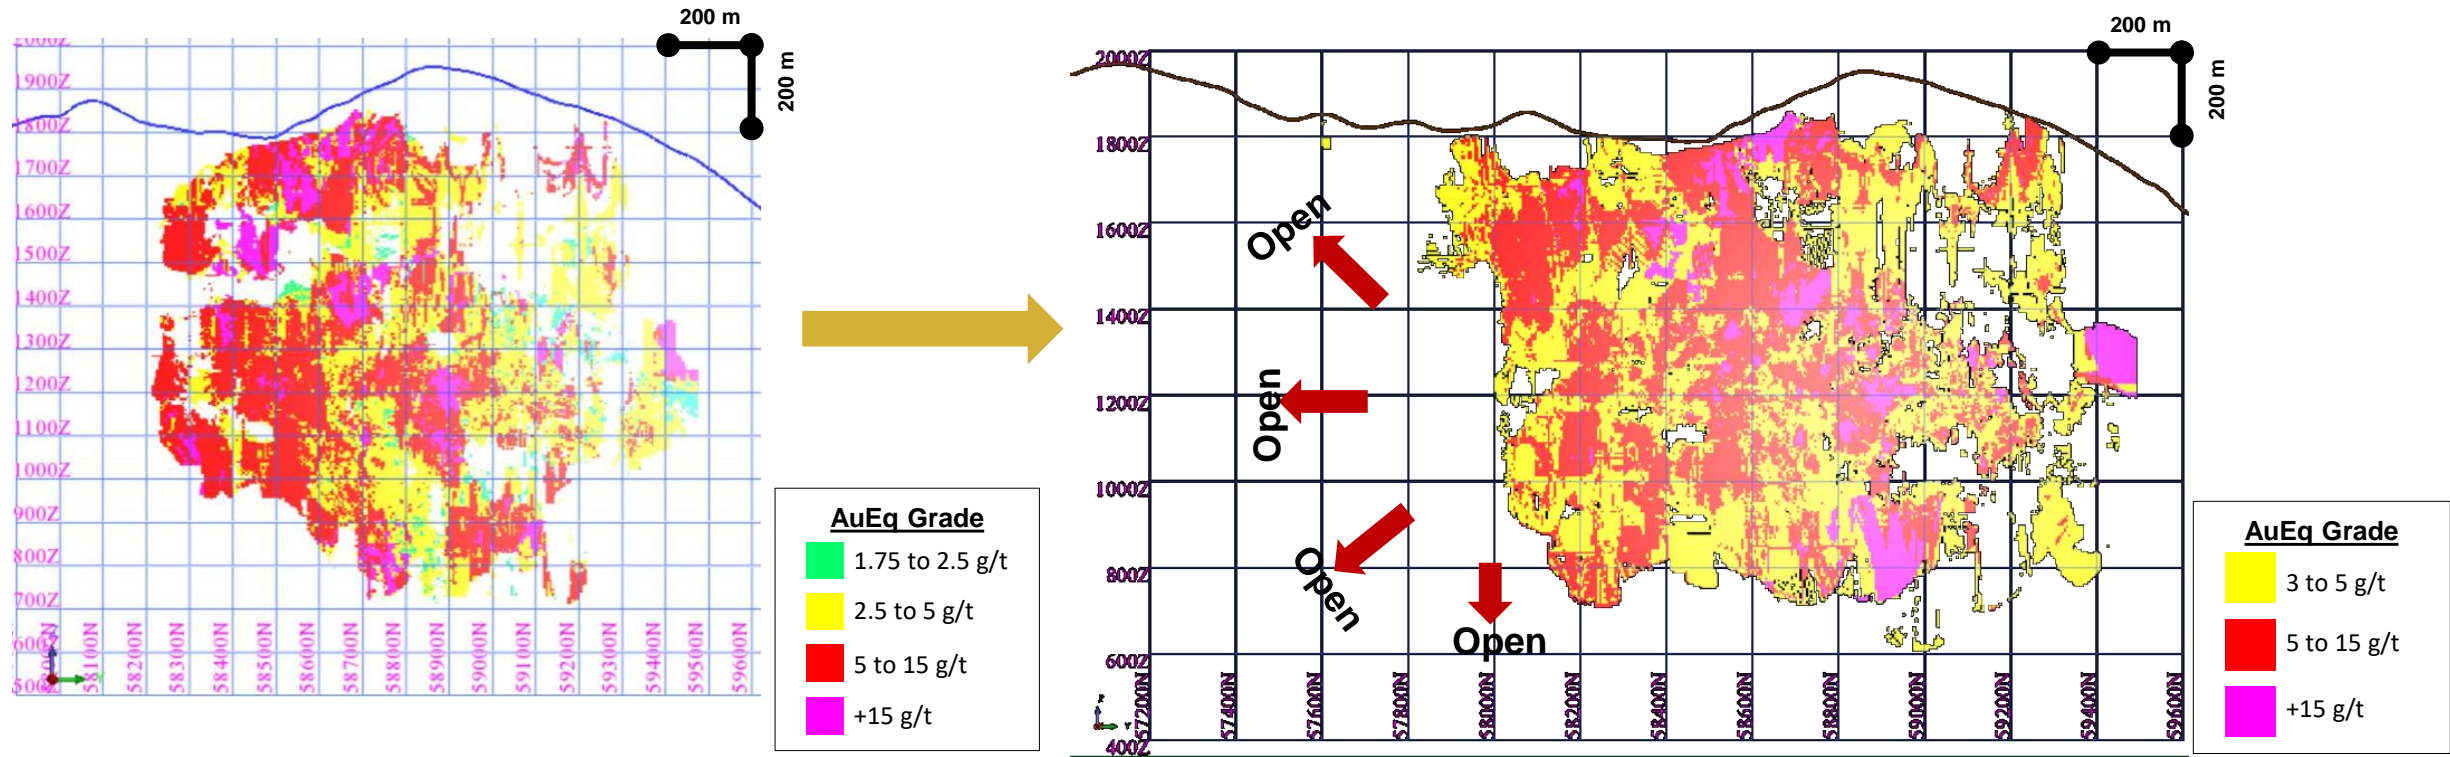 200 m
200 m
2000Z
1900Z
1800Z
1700Z
1600Z
1500Z
1400Z
1300Z
1200Z
1100Z
1000Z
900Z
800Z
700Z
600Z
500Z
58100N
58200N
58300N
58400N
58500N
58600N
58700N
58800N
58900N
59000N
59100N
59200N
59300N
59400N
59500N
59600N
Y
AuEq Grade
1.75 to 2.5 g/t
2.5 to 5 g/t
5 to 15 g/t
+15 g/t
200 m
200 m
2000Z
1800Z
1600Z
1400Z
1200Z
1000Z
800Z
600Z
400Z
Open
Open
Open
Open
57200N
57400N
57600N
57800N
58000N
58200N
58400N
58600N
58800N
59000N
59200N
59400N
59600N
AuEq Grade
3 to 5 g/t
5 to 15 g/t
+15 g/t